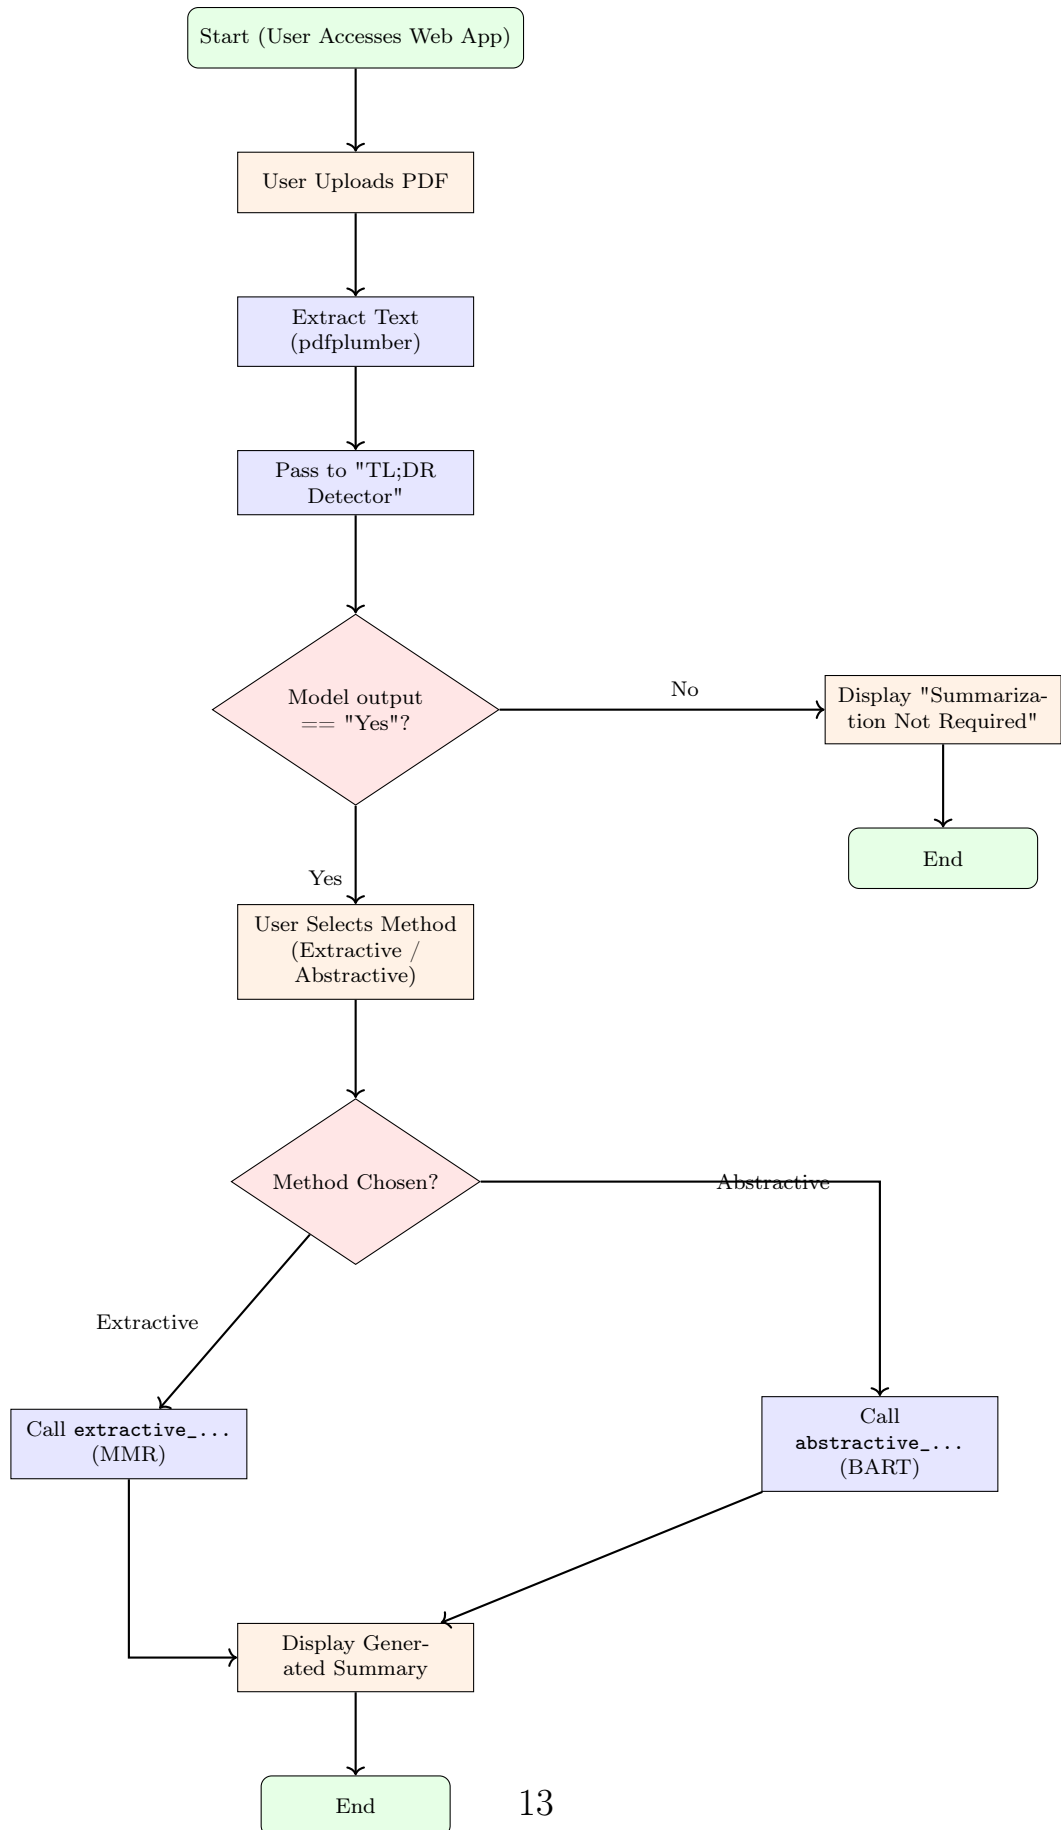 Start (User Accesses Web App)
User Uploads PDF
Extract Text
(pdfplumber)
Pass to "TL;DR
Detector"
Model output
== "Yes"?
No
Display "Summariza-
tion Not Required"
End
Yes
User Selects Method
(Extractive /
Abstractive)
Method Chosen?
Abstractive
Extractive
Call extractive_...
(MMR)
Call
abstractive_...
(BART)
Display Gener-
ated Summary
End
13